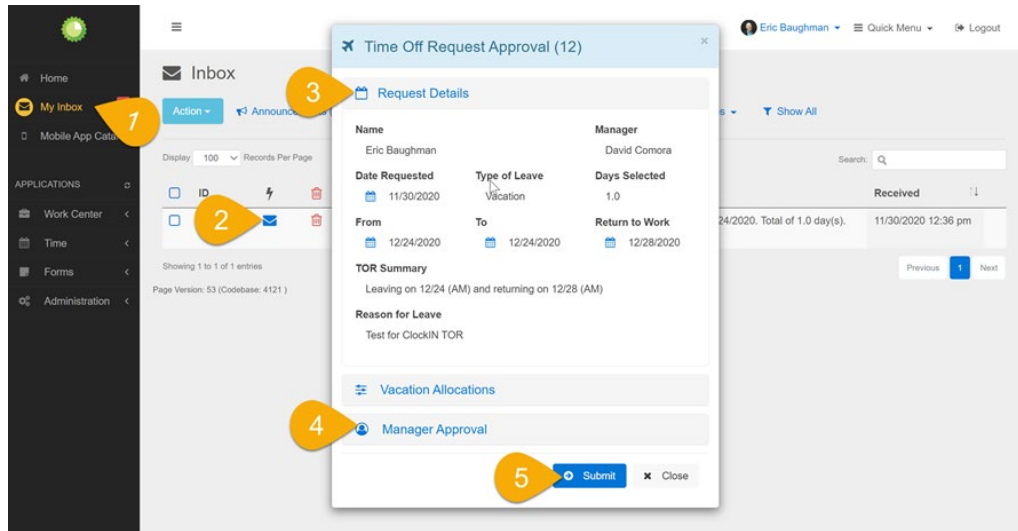 Eric Baughman
Quick Menu
Logout
Home
My Inbox
Mobile App Cata
APPLICATIONS
Work Center
Time
Forms
Administration
1
Inbox
Action
Announce
s
Show All
Display 100 Records Per Page
Search:
ID
Received
2
24/2020. Total of 1.0 day(s).
11/30/2020 12:36 pm
Showing 1 to 1 of 1 entries
Previous 1 Next
Page Version: 53 (Codebase: 4121 )
Time Off Request Approval (12)
×
3
Request Details
Name
Manager
Eric Baughman
David Comora
Date Requested
Type of Leave
Days Selected
11/30/2020
Vacation
1.0
From
To
Return to Work
12/24/2020
12/24/2020
12/28/2020
TOR Summary
Leaving on 12/24 (AM) and returning on 12/28 (AM)
Reason for Leave
Test for ClockIN TOR
Vacation Allocations
4
Manager Approval
5
Submit
Close